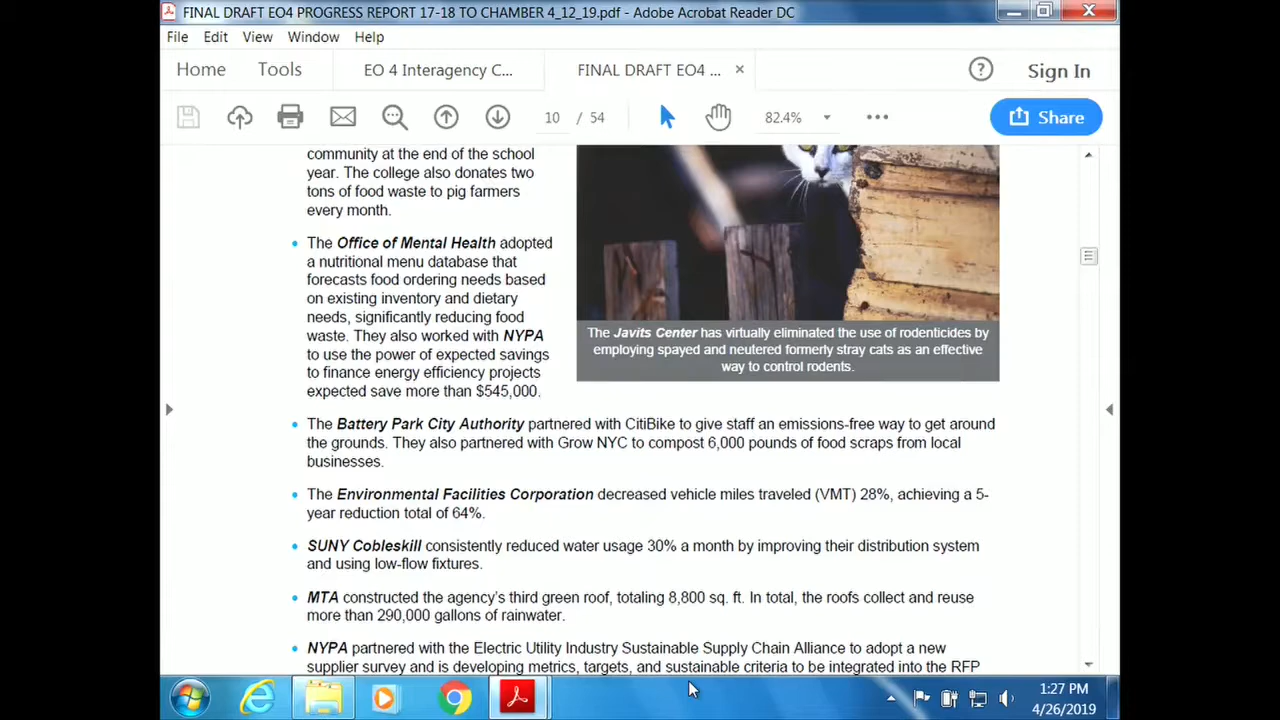 FINAL DRAFT EO4 PROGRESS REPORT 17-18 TO CHAMBER 4_12_19.pdf - Adobe Acrobat Reader DC
File Edit View Window Help
Home Tools EO 4 Interagency C... FINAL DRAFT EO4 ... × ? Sign In
10 / 54 82.4% Share
community at the end of the school
year. The college also donates two
tons of food waste to pig farmers
every month.
• The Office of Mental Health adopted
a nutritional menu database that
forecasts food ordering needs based
on existing inventory and dietary
needs, significantly reducing food
waste. They also worked with NYPA
to use the power of expected savings
to finance energy efficiency projects
expected save more than $545,000.
The Javits Center has virtually eliminated the use of rodenticides by
employing spayed and neutered formerly stray cats as an effective
way to control rodents.
• The Battery Park City Authority partnered with CitiBike to give staff an emissions-free way to get around
the grounds. They also partnered with Grow NYC to compost 6,000 pounds of food scraps from local
businesses.
• The Environmental Facilities Corporation decreased vehicle miles traveled (VMT) 28%, achieving a 5-
year reduction total of 64%.
• SUNY Cobleskill consistently reduced water usage 30% a month by improving their distribution system
and using low-flow fixtures.
• MTA constructed the agency's third green roof, totaling 8,800 sq. ft. In total, the roofs collect and reuse
more than 290,000 gallons of rainwater.
• NYPA partnered with the Electric Utility Industry Sustainable Supply Chain Alliance to adopt a new
supplier survey and is developing metrics, targets, and sustainable criteria to be integrated into the RFP
1:27 PM
4/26/2019